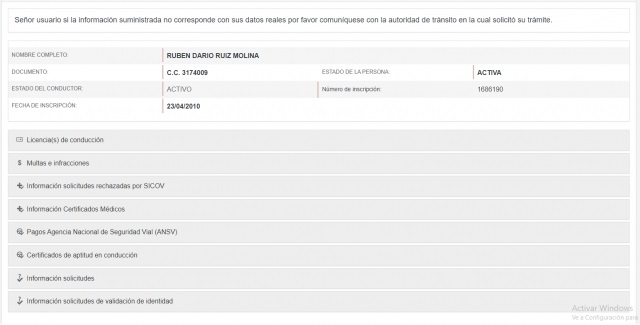 Señor usuario si la información suministrada no corresponde con sus datos reales por favor comuníquese con la autoridad de tránsito en la cual solicitó su trámite.
NOMBRE COMPLETO: RUBEN DARIO RUIZ MOLINA
DOCUMENTO: C.C. 3174009 ESTADO DE LA PERSONA: ACTIVA
ESTADO DEL CONDUCTOR: ACTIVO Número de inscripción: 1686190
FECHA DE INSCRIPCIÓN: 23/04/2010
Licencia(s) de conducción
$ Multas e infracciones
Información solicitudes rechazadas por SICOV
Información Certificados Médicos
Pagos Agencia Nacional de Seguridad Vial (ANSV)
Certificados de aptitud en conducción
Información solicitudes
Información solicitudes de validación de identidad
Activar Windows
Ve a Configuración para